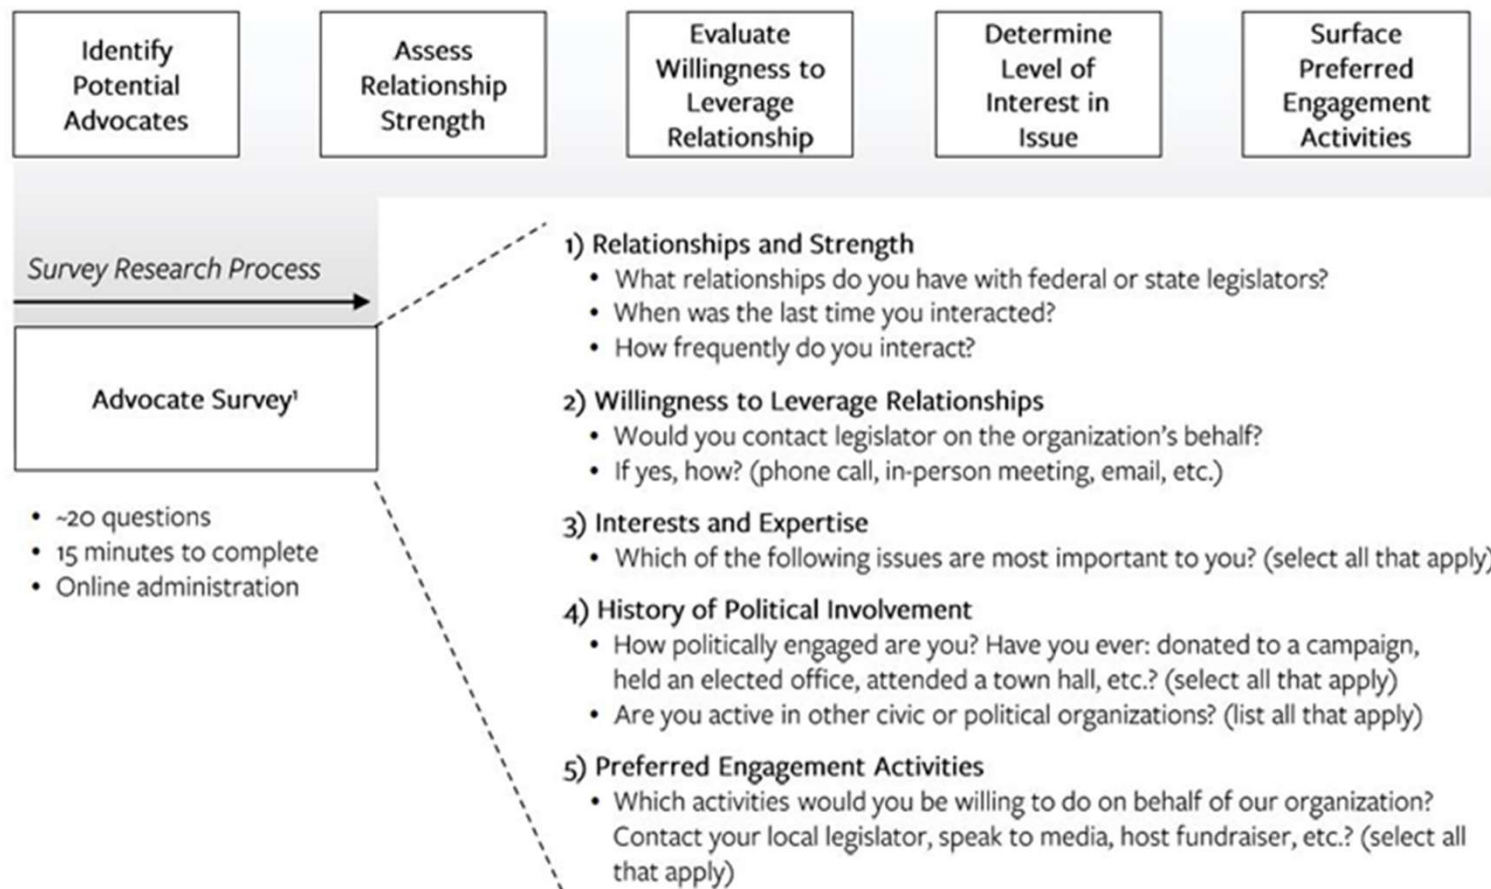 Identify
Potential
Advocates
Assess
Relationship
Strength
Evaluate
Willingness to
Leverage
Relationship
Determine
Level of
Interest in
Issue
Surface
Preferred
Engagement
Activities
Survey Research Process
Advocate Survey¹
• ~20 questions
• 15 minutes to complete
• Online administration
1) Relationships and Strength
• What relationships do you have with federal or state legislators?
• When was the last time you interacted?
• How frequently do you interact?
2) Willingness to Leverage Relationships
• Would you contact legislator on the organization's behalf?
• If yes, how? (phone call, in-person meeting, email, etc.)
3) Interests and Expertise
• Which of the following issues are most important to you? (select all that apply)
4) History of Political Involvement
• How politically engaged are you? Have you ever: donated to a campaign,
held an elected office, attended a town hall, etc.? (select all that apply)
• Are you active in other civic or political organizations? (list all that apply)
5) Preferred Engagement Activities
• Which activities would you be willing to do on behalf of our organization?
Contact your local legislator, speak to media, host fundraiser, etc.? (select all
that apply)